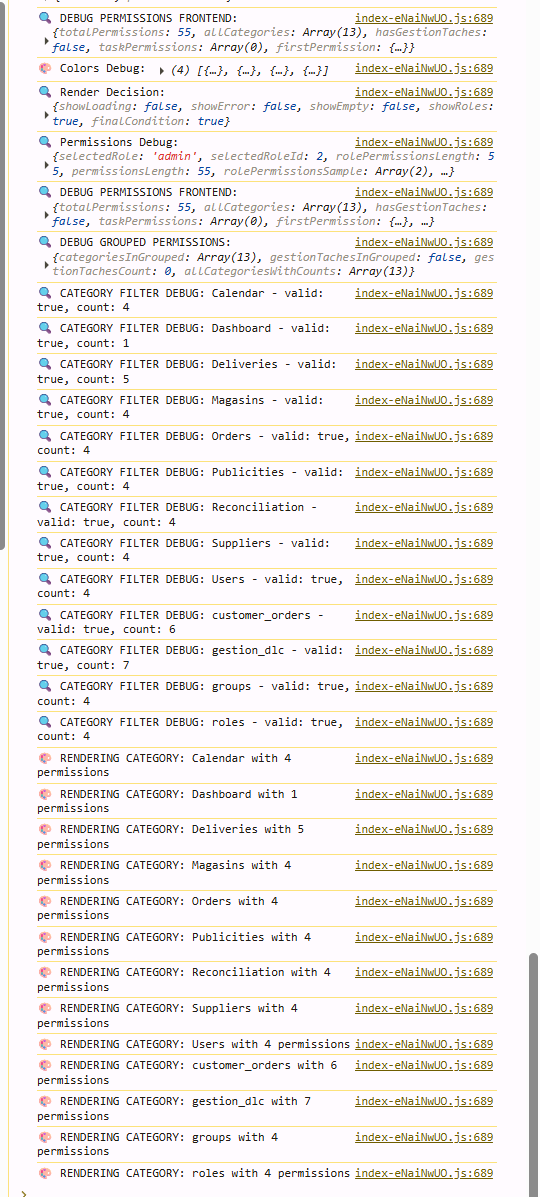 DEBUG PERMISSIONS FRONTEND: index-eNaiNwUO.js:689
{totalPermissions: 55, allCategories: Array(13), hasGestionTaches:
false, taskPermissions: Array(0), firstPermission: {…}}
Colors Debug: (4) [{…}, {…}, {…}, {…}] index-eNaiNwUO.js:689
Render Decision: index-eNaiNwUO.js:689
{showLoading: false, showError: false, showEmpty: false, showRoles:
true, finalCondition: true}
Permissions Debug: index-eNaiNwUO.js:689
{selectedRole: 'admin', selectedRoleId: 2, rolePermissionsLength: 5
5, permissionsLength: 55, rolePermissionsSample: Array(2), …}
DEBUG PERMISSIONS FRONTEND: index-eNaiNwUO.js:689
{totalPermissions: 55, allCategories: Array(13), hasGestionTaches:
false, taskPermissions: Array(0), firstPermission: {…}, …}
DEBUG GROUPED PERMISSIONS: index-eNaiNwUO.js:689
{categoriesInGrouped: Array(13), gestionTachesInGrouped: false, ges
tionTachesCount: 0, allCategoriesWithCounts: Array(13)}
CATEGORY FILTER DEBUG: Calendar - valid: index-eNaiNwUO.js:689
true, count: 4
CATEGORY FILTER DEBUG: Dashboard - valid: index-eNaiNwUO.js:689
true, count: 1
CATEGORY FILTER DEBUG: Deliveries - valid: index-eNaiNwUO.js:689
true, count: 5
CATEGORY FILTER DEBUG: Magasins - valid: index-eNaiNwUO.js:689
true, count: 4
CATEGORY FILTER DEBUG: Orders - valid: true, index-eNaiNwUO.js:689
count: 4
CATEGORY FILTER DEBUG: Publicities - valid: index-eNaiNwUO.js:689
true, count: 4
CATEGORY FILTER DEBUG: Reconciliation - index-eNaiNwUO.js:689
valid: true, count: 4
CATEGORY FILTER DEBUG: Suppliers - valid: index-eNaiNwUO.js:689
true, count: 4
CATEGORY FILTER DEBUG: Users - valid: true, index-eNaiNwUO.js:689
count: 4
CATEGORY FILTER DEBUG: customer_orders - index-eNaiNwUO.js:689
valid: true, count: 6
CATEGORY FILTER DEBUG: gestion_dlc - valid: index-eNaiNwUO.js:689
true, count: 7
CATEGORY FILTER DEBUG: groups - valid: true, index-eNaiNwUO.js:689
count: 4
CATEGORY FILTER DEBUG: roles - valid: true, index-eNaiNwUO.js:689
count: 4
RENDERING CATEGORY: Calendar with 4 index-eNaiNwUO.js:689
permissions
RENDERING CATEGORY: Dashboard with 1 index-eNaiNwUO.js:689
permissions
RENDERING CATEGORY: Deliveries with 5 index-eNaiNwUO.js:689
permissions
RENDERING CATEGORY: Magasins with 4 index-eNaiNwUO.js:689
permissions
RENDERING CATEGORY: Orders with 4 index-eNaiNwUO.js:689
permissions
RENDERING CATEGORY: Publicities with 4 index-eNaiNwUO.js:689
permissions
RENDERING CATEGORY: Reconciliation with 4 index-eNaiNwUO.js:689
permissions
RENDERING CATEGORY: Suppliers with 4 index-eNaiNwUO.js:689
permissions
RENDERING CATEGORY: Users with 4 permissions index-eNaiNwUO.js:689
RENDERING CATEGORY: customer_orders with 6 index-eNaiNwUO.js:689
permissions
RENDERING CATEGORY: gestion_dlc with 7 index-eNaiNwUO.js:689
permissions
RENDERING CATEGORY: groups with 4 index-eNaiNwUO.js:689
permissions
RENDERING CATEGORY: roles with 4 permissions index-eNaiNwUO.js:689